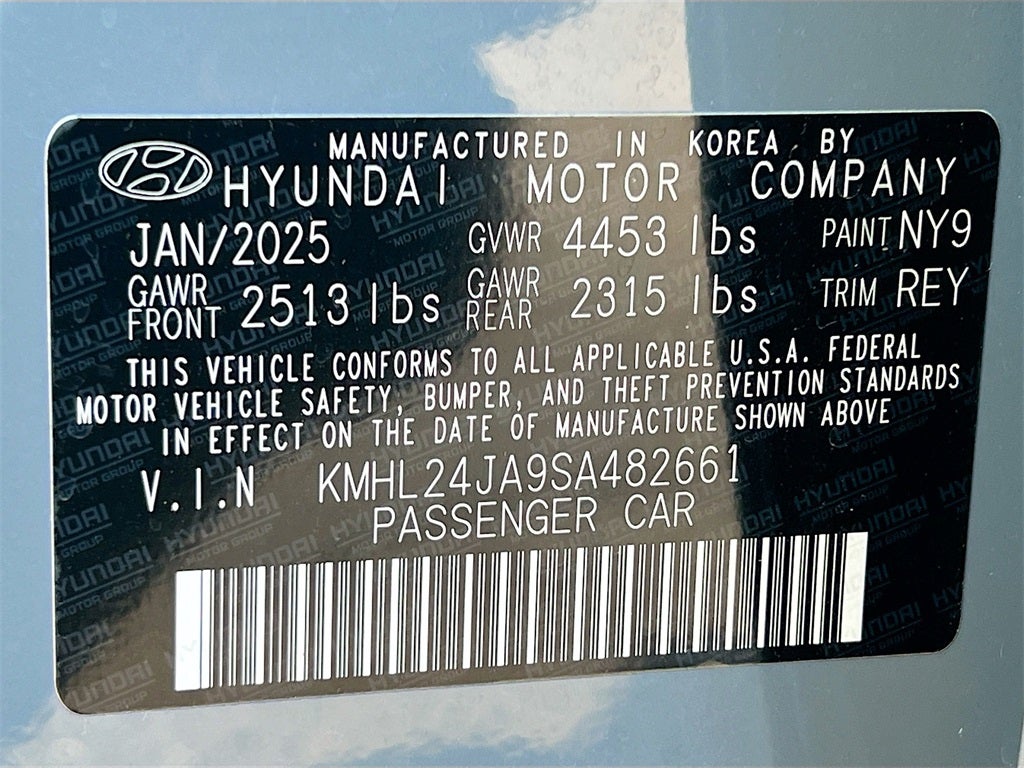 MANUFACTURED IN KOREA BY
HYUNDAI MOTOR COMPANY
JAN/2025 GVWR 4453 lbs PAINT NY9
GAWR FRONT 2513 lbs GAWR REAR 2315 lbs TRIM REY
THIS VEHICLE CONFORMS TO ALL APPLICABLE U.S.A. FEDERAL
MOTOR VEHICLE SAFETY, BUMPER, AND THEFT PREVENTION STANDARDS
IN EFFECT ON THE DATE OF MANUFACTURE SHOWN ABOVE
V.I.N KMHL24JA9SA482661
PASSENGER CAR